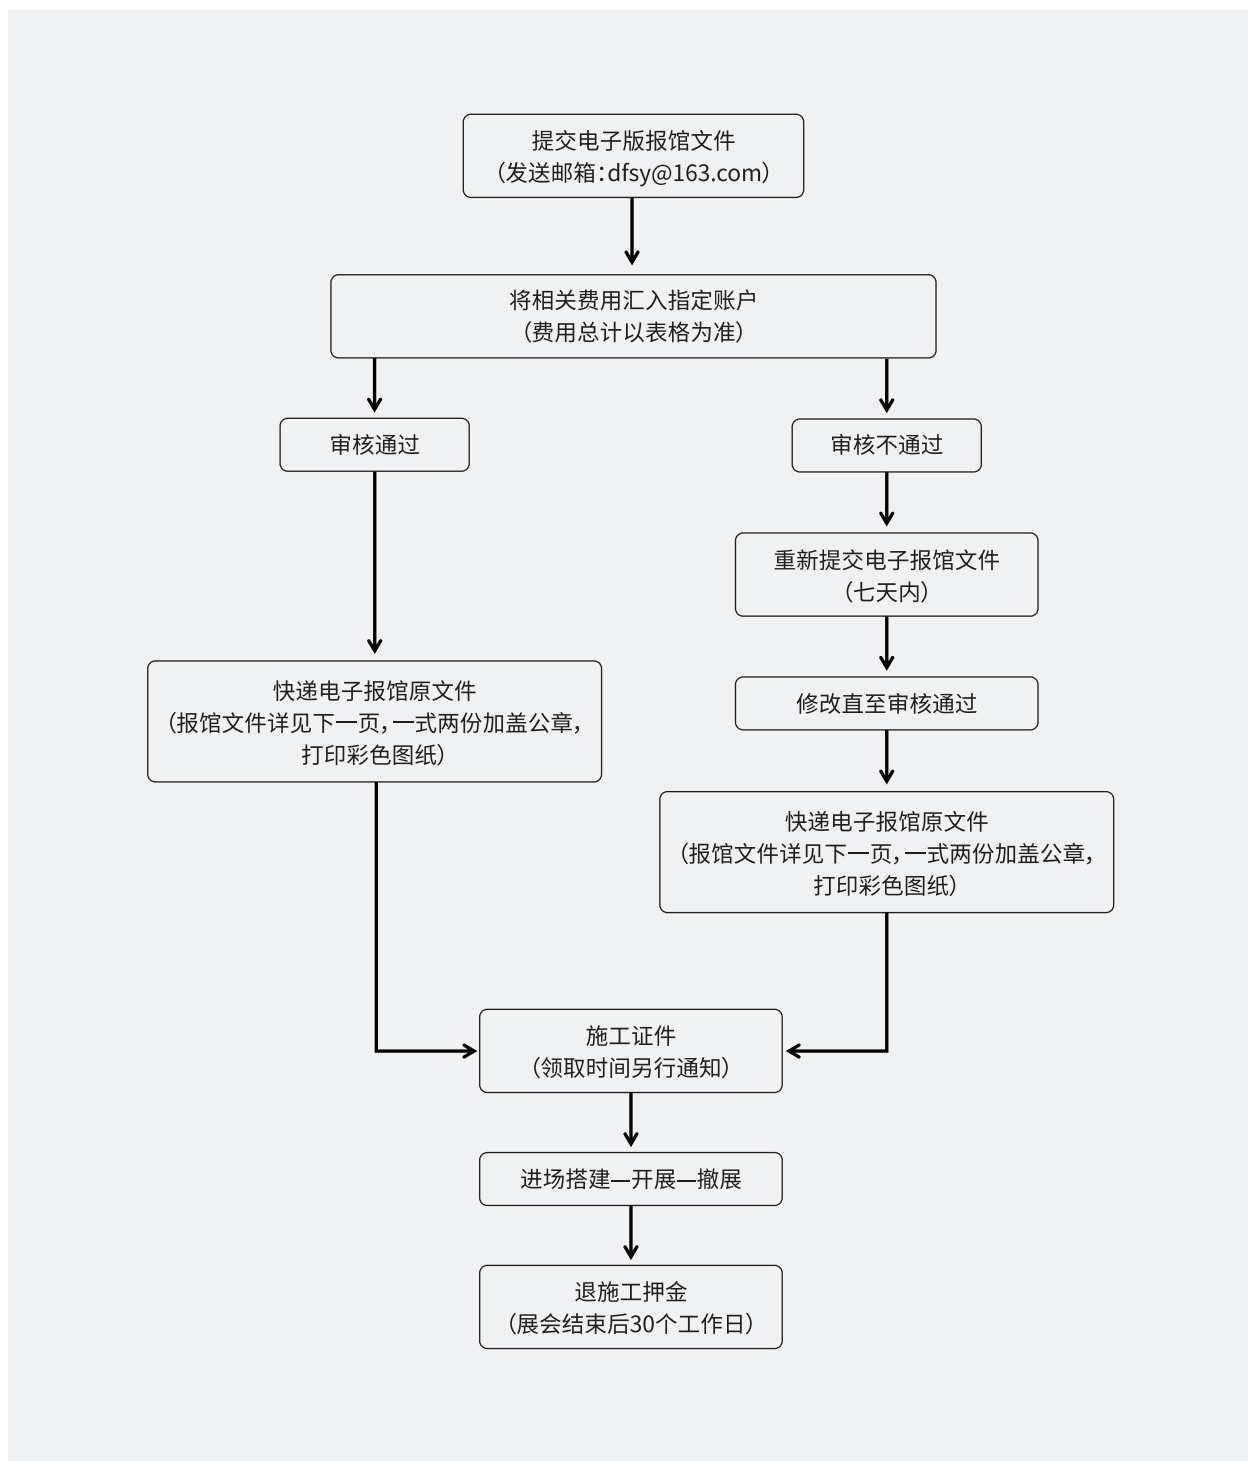 提交电子版报馆文件
（发送邮箱：dfsy@163.com）
将相关费用汇入指定账户
（费用总计以表格为准）
审核通过
审核不通过
重新提交电子报馆文件
（七天内）
快递电子报馆原文件
（报馆文件详见下一页，一式两份加盖公章，
打印彩色图纸）
修改直至审核通过
快递电子报馆原文件
（报馆文件详见下一页，一式两份加盖公章，
打印彩色图纸）
施工证件
（领取时间另行通知）
进场搭建—开展—撤展
退施工押金
（展会结束后30个工作日）